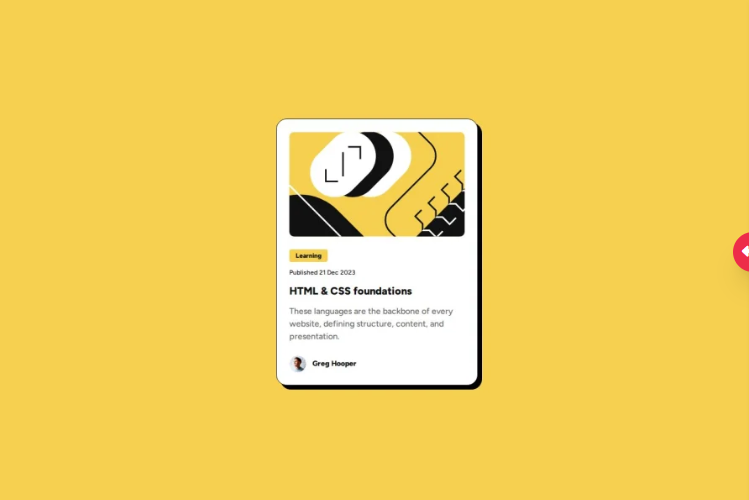 Learning
Published 21 Dec 2023
HTML & CSS foundations
These languages are the backbone of every
website, defining structure, content, and
presentation.
Greg Hooper